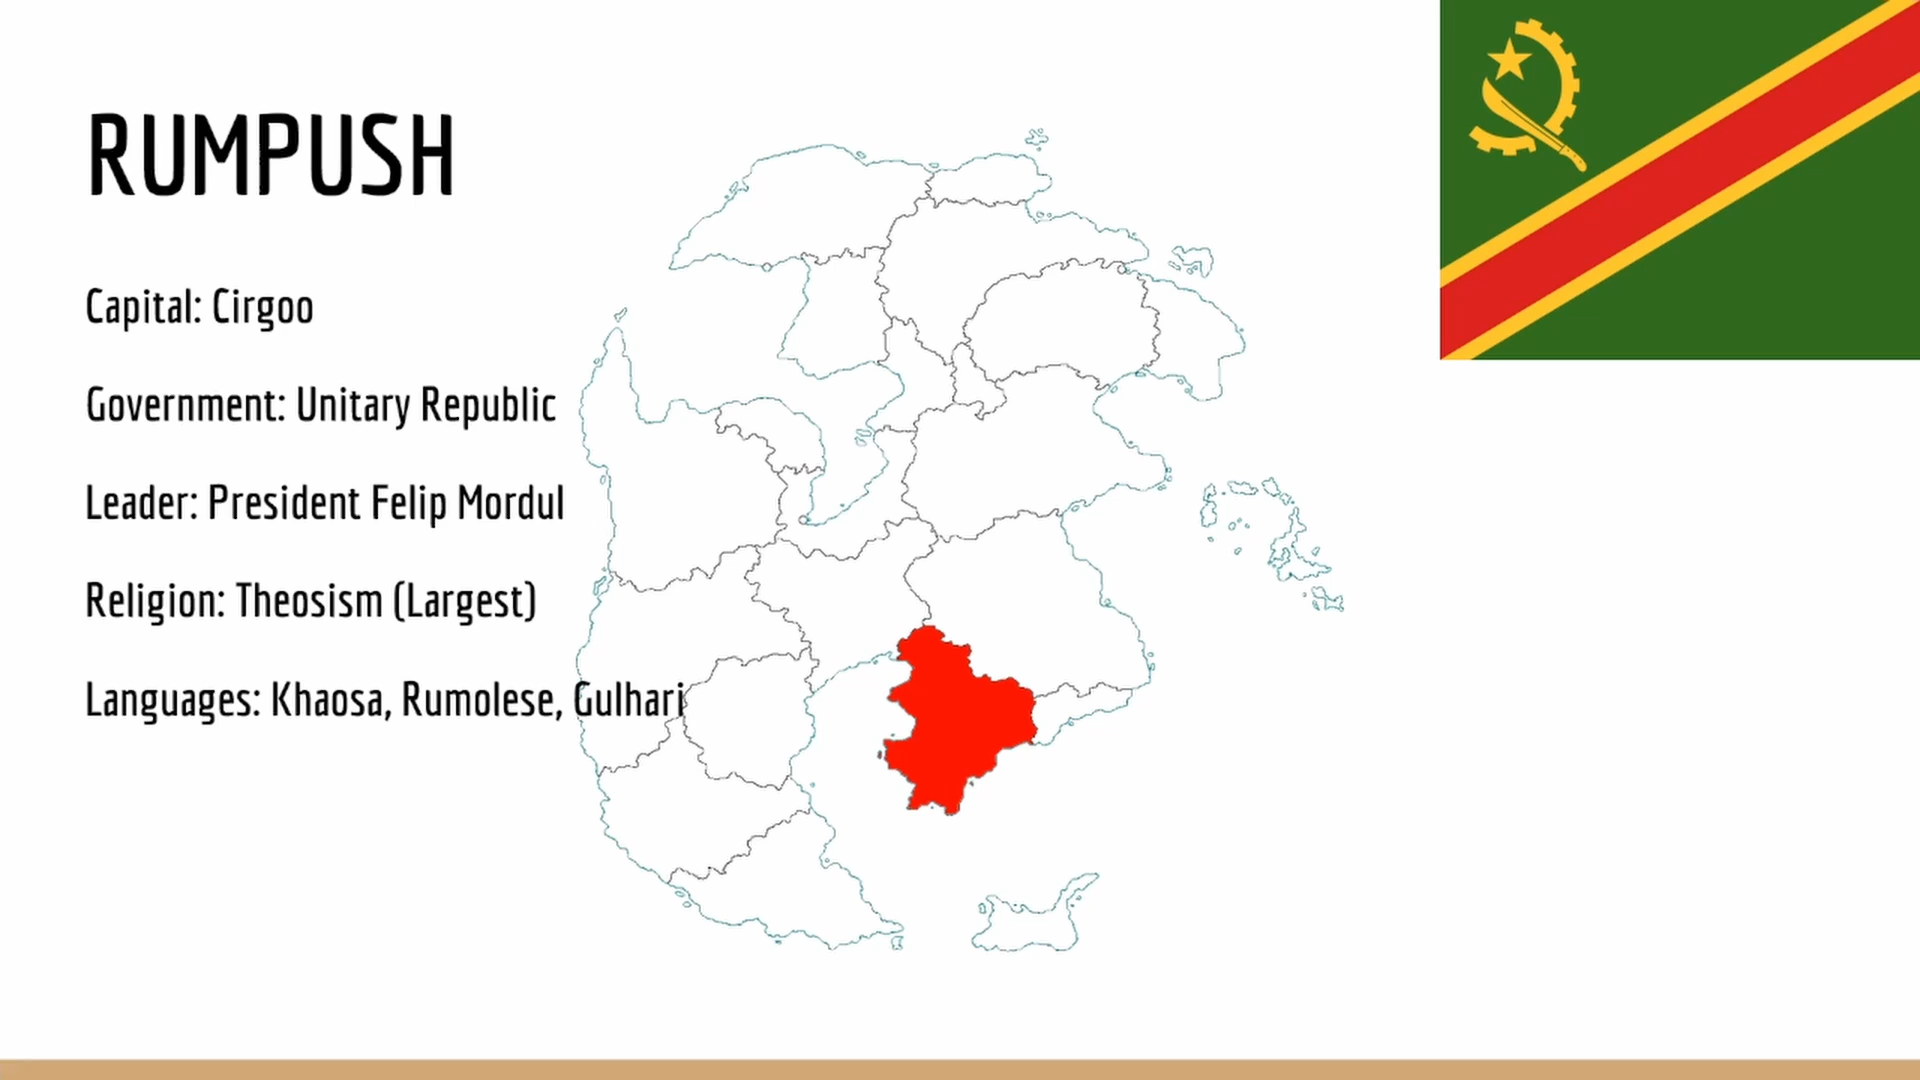 RUMPUSH
Capital: Cirgoo
Government: Unitary Republic
Leader: President Felip Mordul
Religion: Theosism (Largest)
Languages: Khaosa, Rumolese, Gulhari